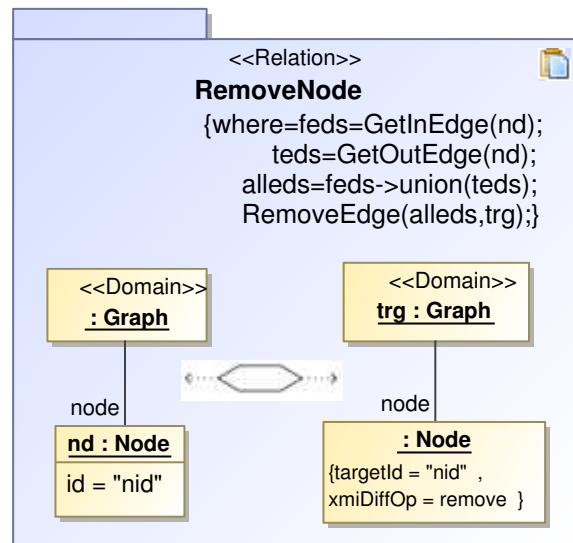 <<Relation>>
RemoveNode
{where=feds=GetInEdge(nd);
teds=GetOutEdge(nd);
alleds=feds->union(teds);
RemoveEdge(alleds,trg);}
<<Domain>>
: Graph
<<Domain>>
trg : Graph
node
node
nd : Node
id = "nid"
: Node
{targetId = "nid" ,
xmiDiffOp = remove }